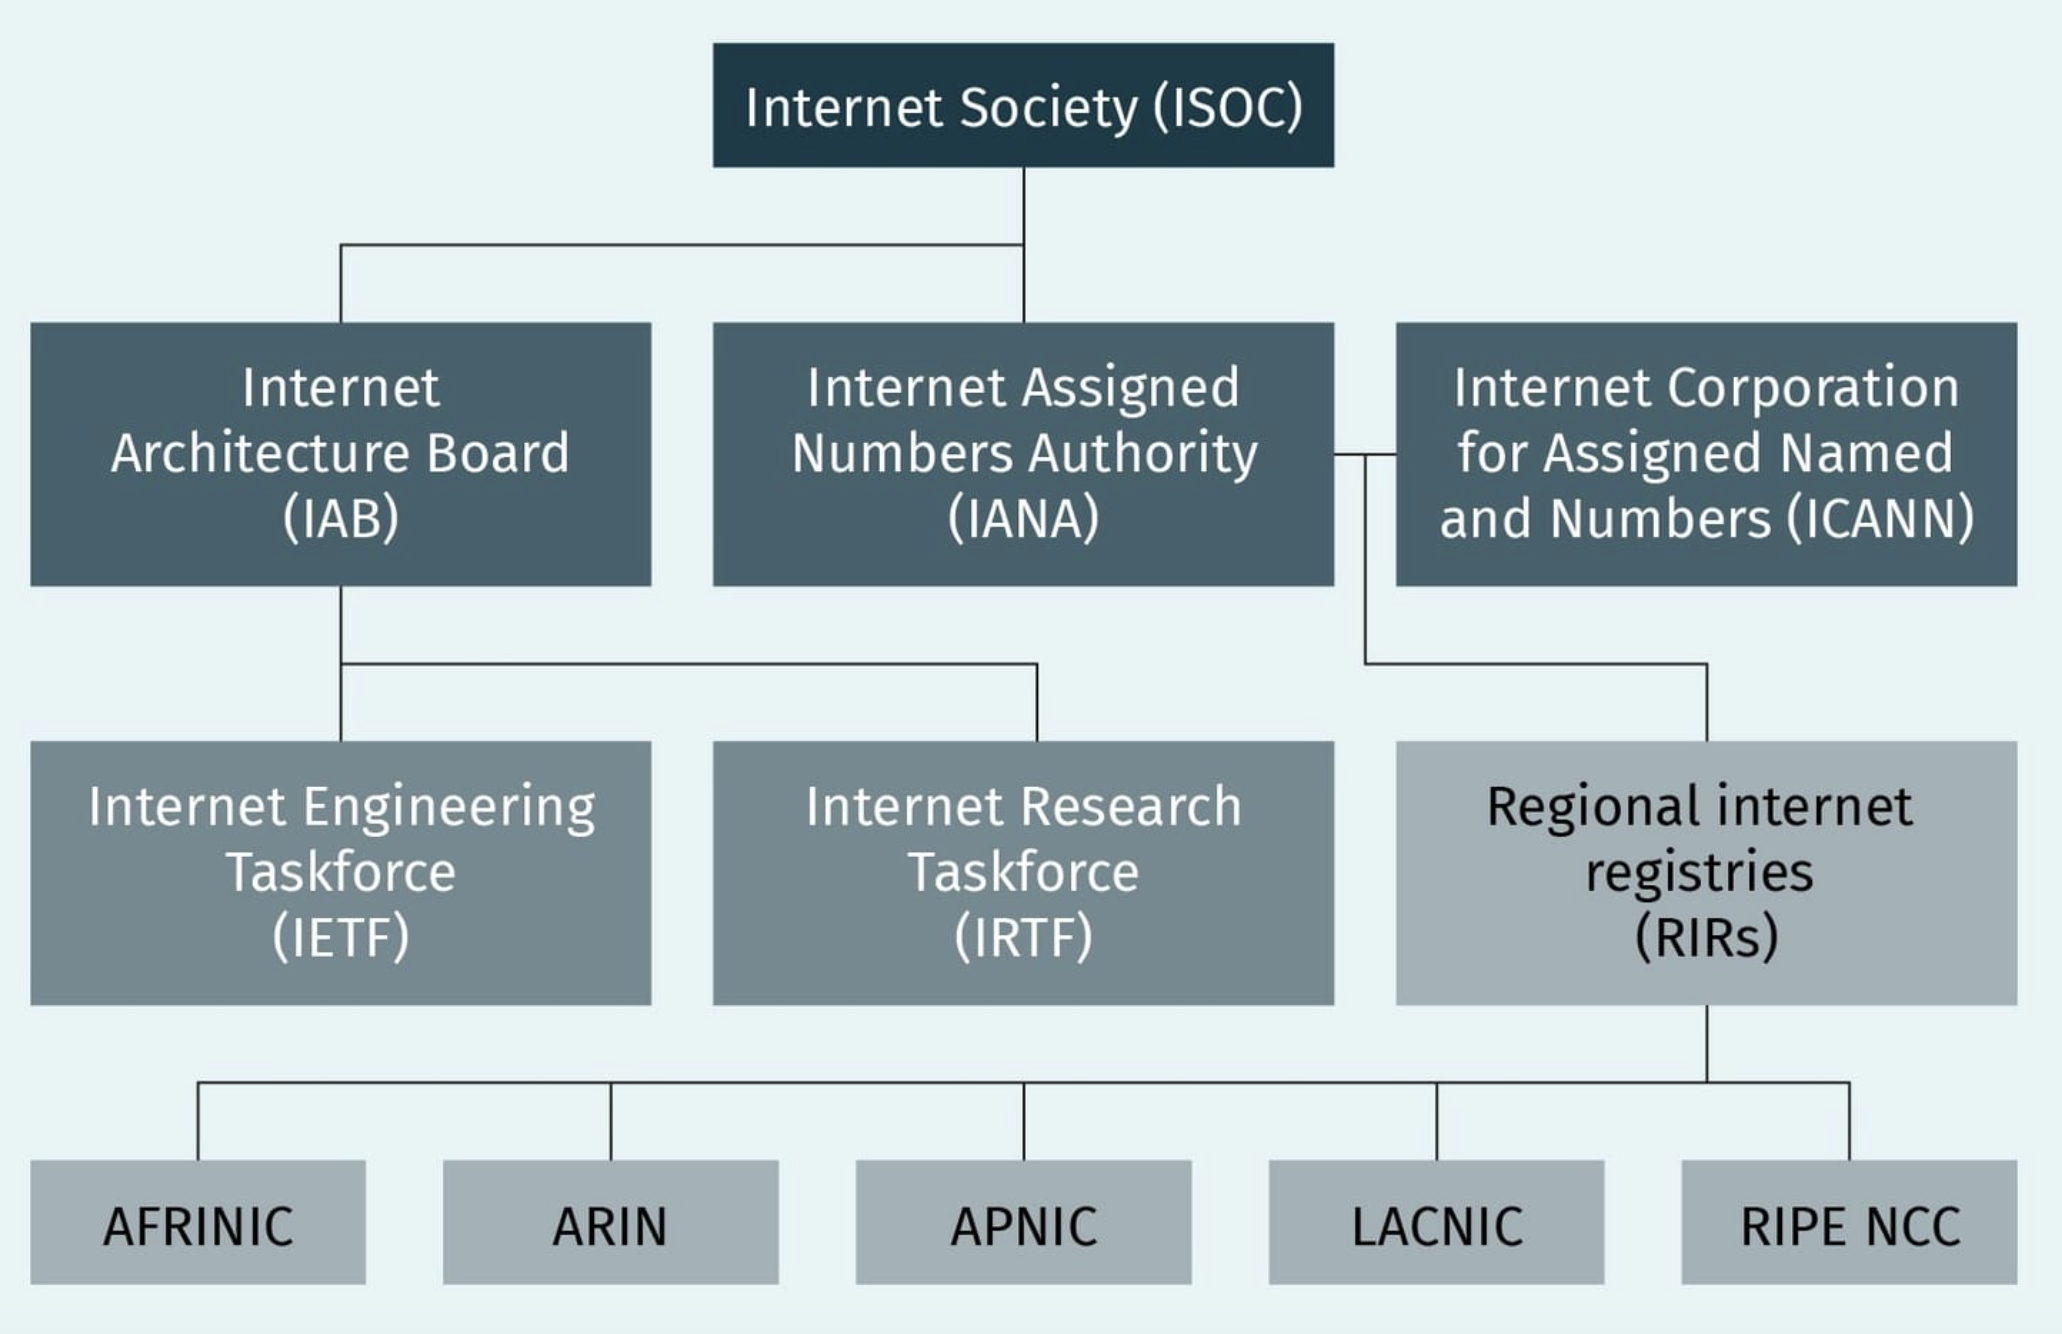 Internet Society (ISOC)
Internet
Architecture Board
(IAB)
Internet Assigned
Numbers Authority
(IANA)
Internet Corporation
for Assigned Named
and Numbers (ICANN)
Internet Engineering
Taskforce
(IETF)
Internet Research
Taskforce
(IRTF)
Regional internet
registries
(RIRs)
AFRINIC
ARIN
APNIC
LACNIC
RIPE NCC